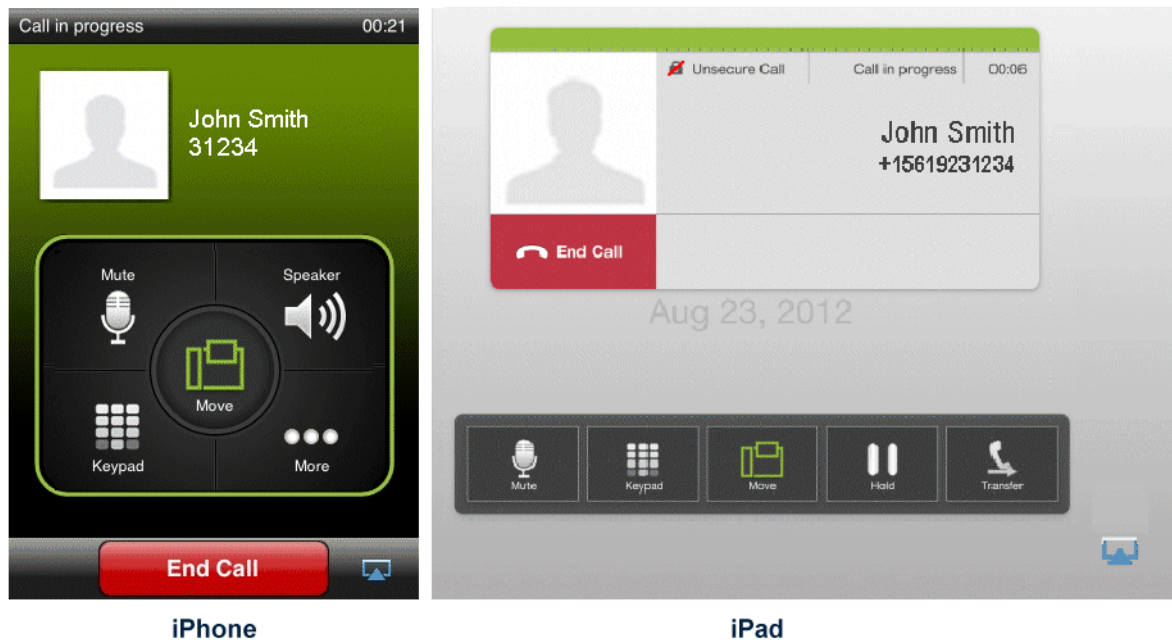 Call in progress 00:21
John Smith
31234
Mute Speaker
Move
Keypad More
End Call
iPhone
Unsecure Call Call in progress 00:06
John Smith
+15619231234
End Call
Aug 23, 2012
Mute Keypad Move Hold Transfer
iPad